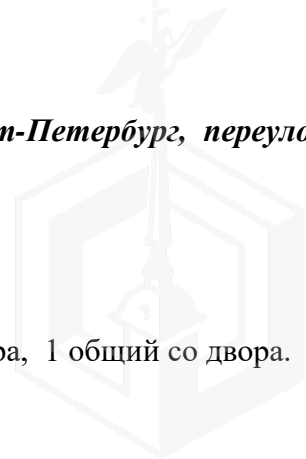 т-Петербург, переуло
ра, 1 общий со двора.